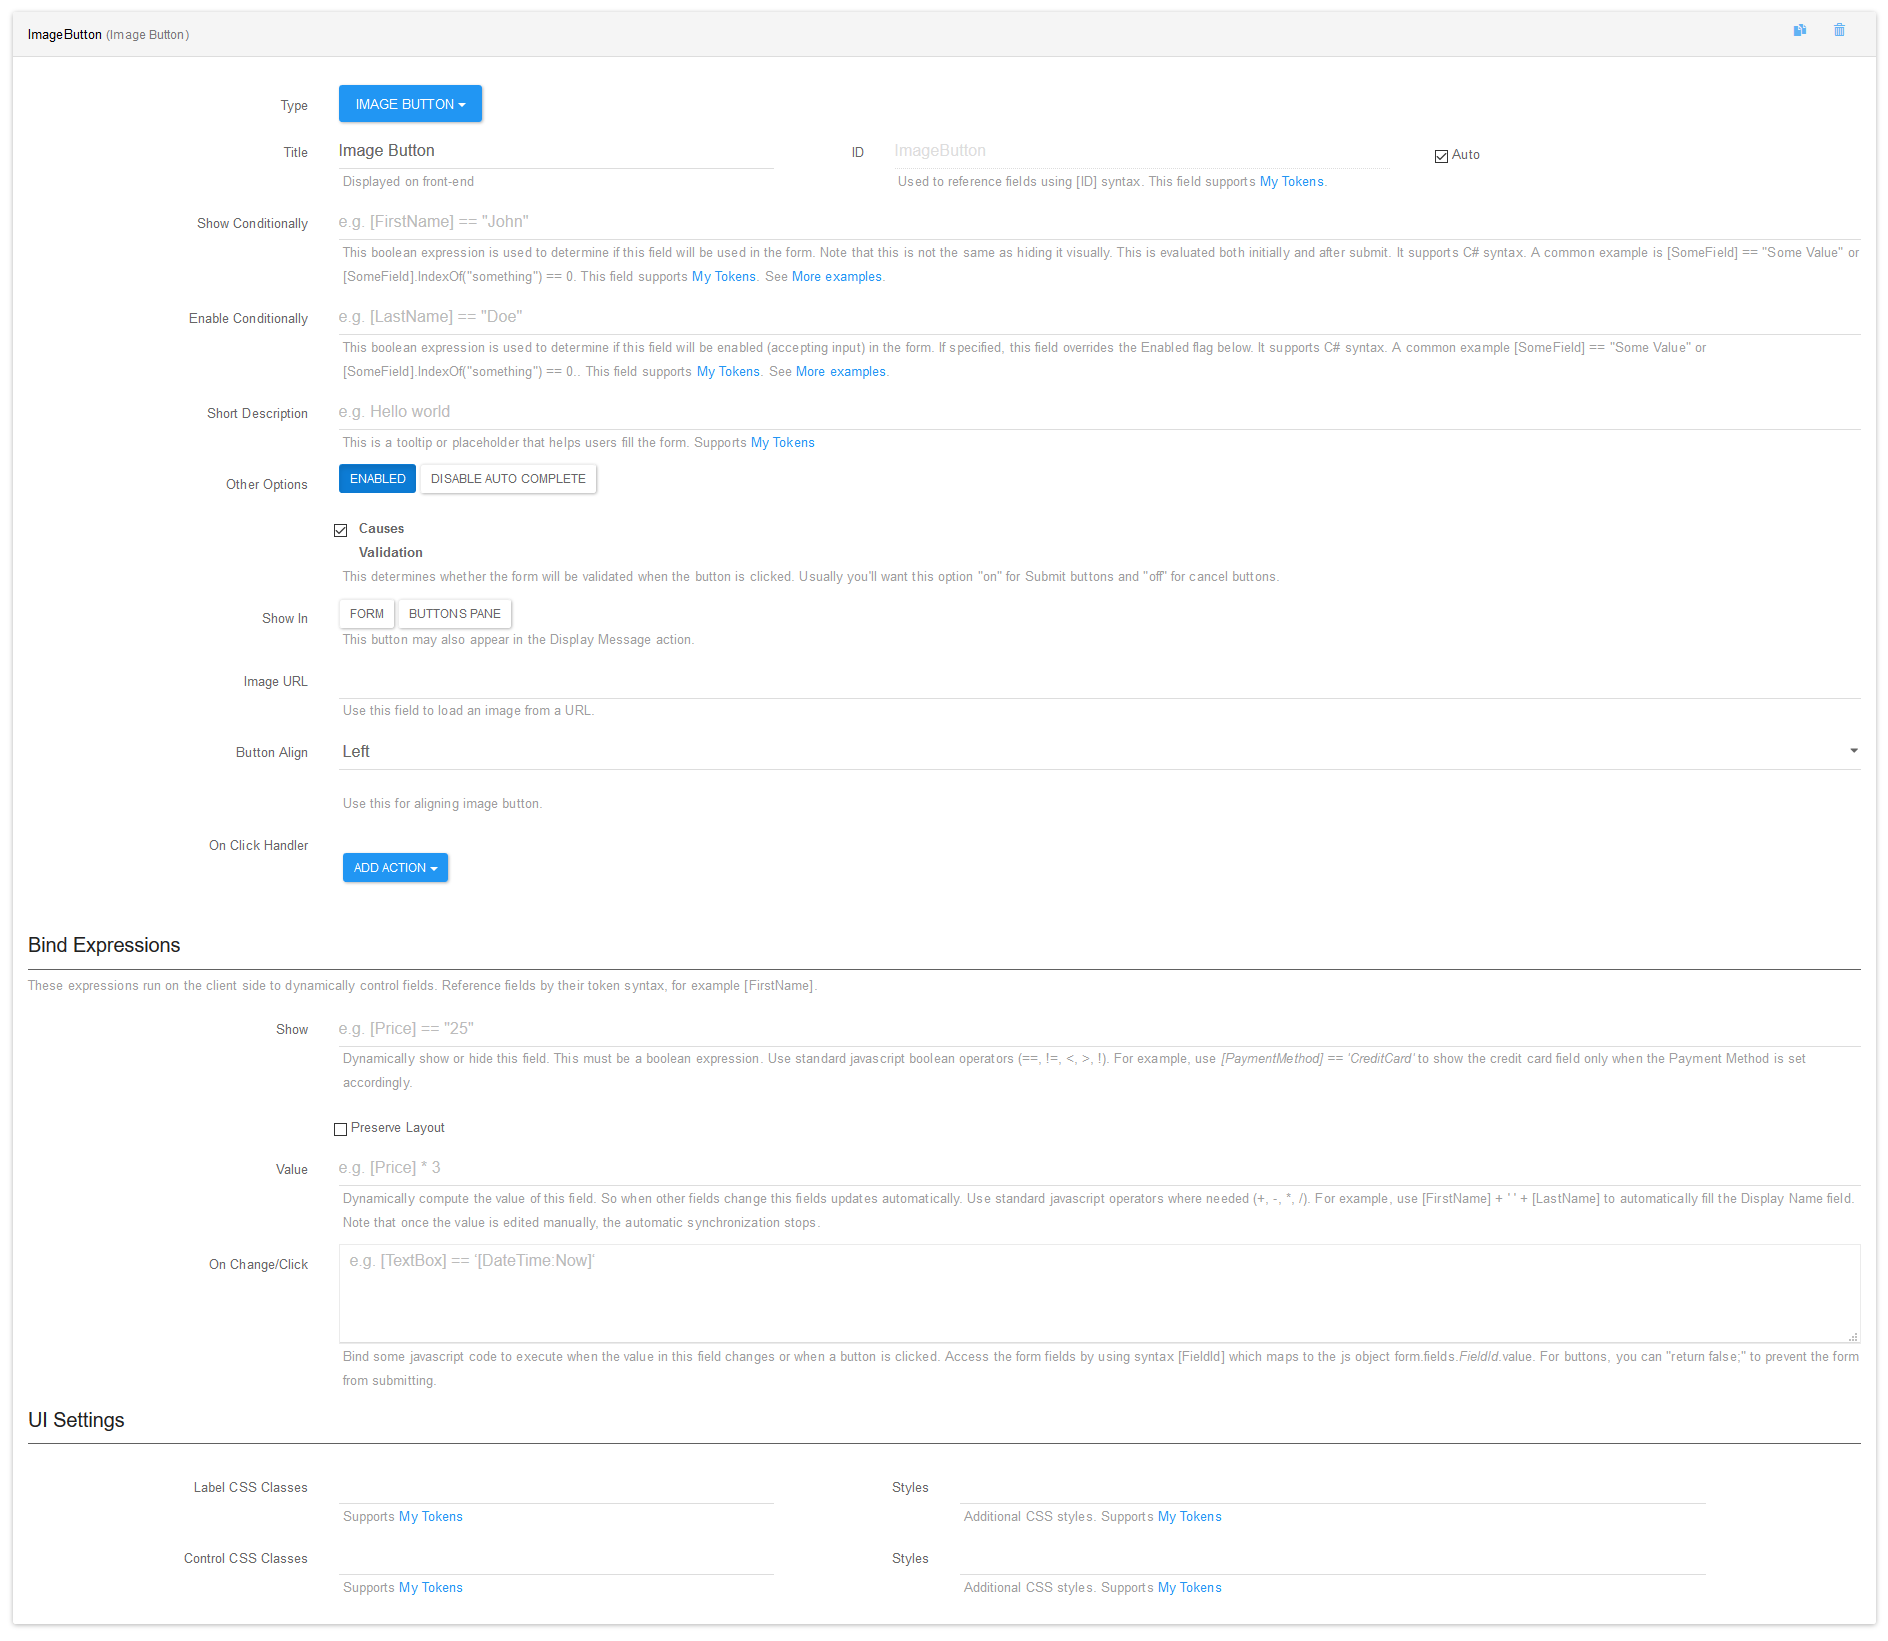 ImageButton (Image Button)
Type
IMAGE BUTTON
Title
Image Button
ID
ImageButton
Auto
Displayed on front-end
Used to reference fields using [ID] syntax. This field supports My Tokens.
Show Conditionally
e.g. [FirstName] == "John"
This boolean expression is used to determine if this field will be used in the form. Note that this is not the same as hiding it visually. This is evaluated both initially and after submit. It supports C# syntax. A common example is [SomeField] == "Some Value" or
[SomeField].IndexOf("something") == 0. This field supports My Tokens. See More examples.
Enable Conditionally
e.g. [LastName] == "Doe"
This boolean expression is used to determine if this field will be enabled (accepting input) in the form. If specified, this field overrides the Enabled flag below. It supports C# syntax. A common example [SomeField] == "Some Value" or
[SomeField].IndexOf("something") == 0.. This field supports My Tokens. See More examples.
Short Description
e.g. Hello world
This is a tooltip or placeholder that helps users fill the form. Supports My Tokens
Other Options
ENABLED
DISABLE AUTO COMPLETE
Causes
Validation
This determines whether the form will be validated when the button is clicked. Usually you'll want this option "on" for Submit buttons and "off" for cancel buttons.
Show In
FORM
BUTTONS PANE
This button may also appear in the Display Message action.
Image URL
Use this field to load an image from a URL.
Button Align
Left
Use this for aligning image button.
On Click Handler
ADD ACTION
Bind Expressions
These expressions run on the client side to dynamically control fields. Reference fields by their token syntax, for example [FirstName].
Show
e.g. [Price] == "25"
Dynamically show or hide this field. This must be a boolean expression. Use standard javascript boolean operators (==, !=, <, >, !). For example, use [PaymentMethod] == 'CreditCard' to show the credit card field only when the Payment Method is set
accordingly.
Preserve Layout
Value
e.g. [Price] * 3
Dynamically compute the value of this field. So when other fields change this fields updates automatically. Use standard javascript operators where needed (+, -, *, /). For example, use [FirstName] + ' ' + [LastName] to automatically fill the Display Name field.
Note that once the value is edited manually, the automatic synchronization stops.
On Change/Click
e.g. [TextBox] == '[DateTime:Now]'
Bind some javascript code to execute when the value in this field changes or when a button is clicked. Access the form fields by using syntax [FieldId] which maps to the js object form.fields.FieldId.value. For buttons, you can "return false;" to prevent the form
from submitting.
UI Settings
Label CSS Classes
Styles
Supports My Tokens
Additional CSS styles. Supports My Tokens
Control CSS Classes
Styles
Supports My Tokens
Additional CSS styles. Supports My Tokens